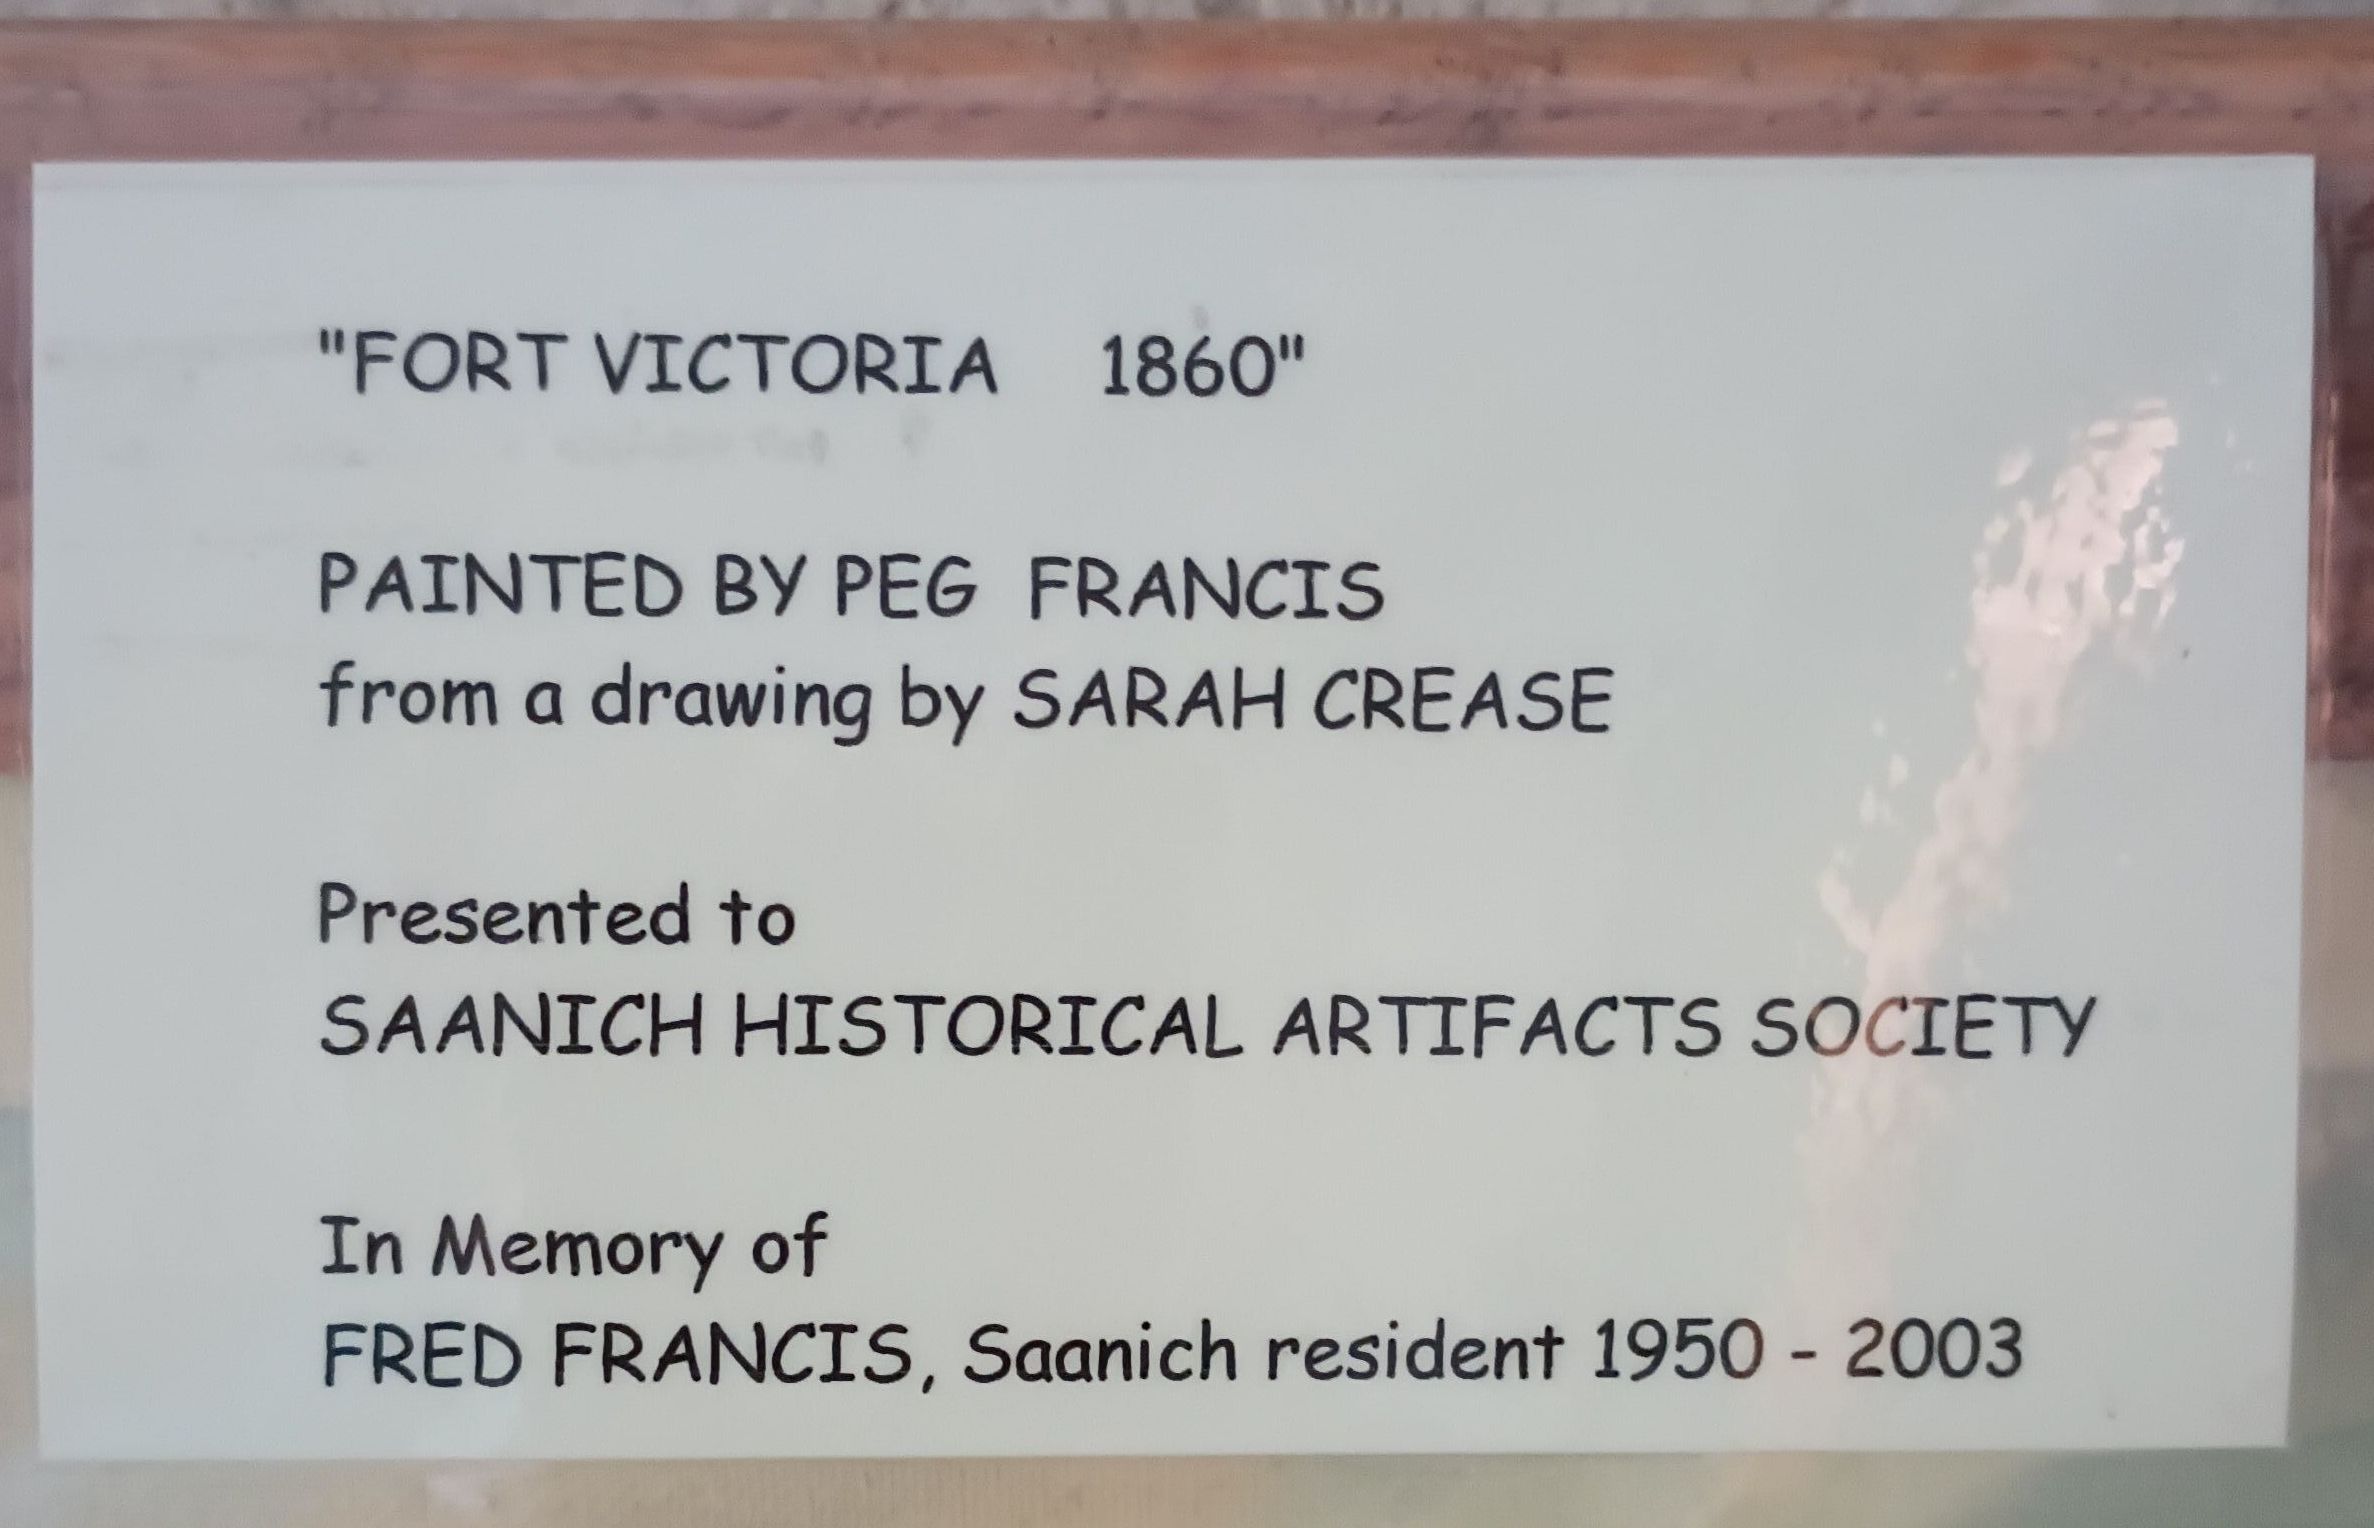 "FORT VICTORIA 1860"
PAINTED BY PEG FRANCIS
from a drawing by SARAH CREASE
Presented to
SAANICH HISTORICAL ARTIFACTS SOCIETY
In Memory of
FRED FRANCIS, Saanich resident 1950 - 2003